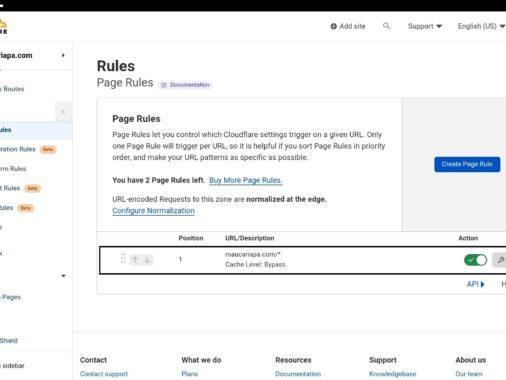 RE
Add site
Support
English (US)
ariapa.com
s Routes
ules
uration Rules Beta
rm Rules
t Rules Beta
ules Beta
s
k
Pages
Shield
e sidebar
Rules
Page Rules Documentation
Page Rules
Page Rules let you control which Cloudflare settings trigger on a given URL. Only
one Page Rule will trigger per URL, so it is helpful if you sort Page Rules in priority
order, and make your URL patterns as specific as possible.
You have 2 Page Rules left. Buy More Page Rules.
URL-encoded Requests to this zone are normalized at the edge.
Configure Normalization
Create Page Rule
Position URL/Description Action
1 maucariapa.com/*
Cache Level: Bypass
API H
Contact What we do Resources Support About us
Contact support Plans Documentation Knowledgebase Our team